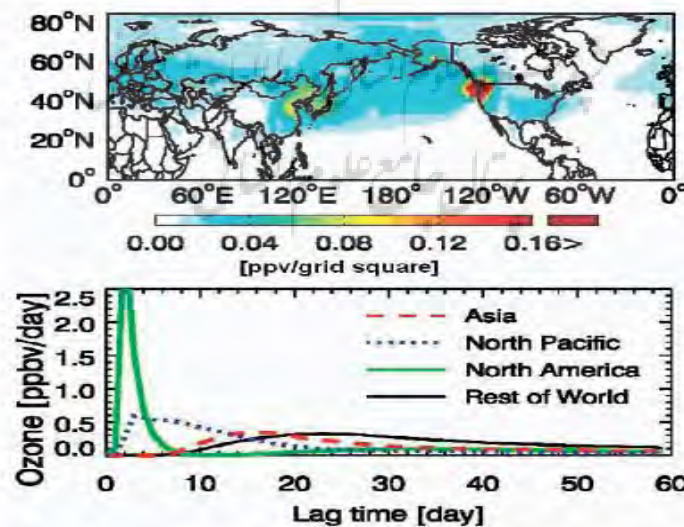 80°N
60°N
40°N
20°N
0°
0° 60°E 120°E 180° 120°W 60°W 0°
0.00 0.04 0.08 0.12 0.16>
[ppv/grid square]
Ozone [ppbv/day]
2.5
2.0
1.5
1.0
0.5
0.0
Asia
North Pacific
North America
Rest of World
0 10 20 30 40 50 60
Lag time [day]